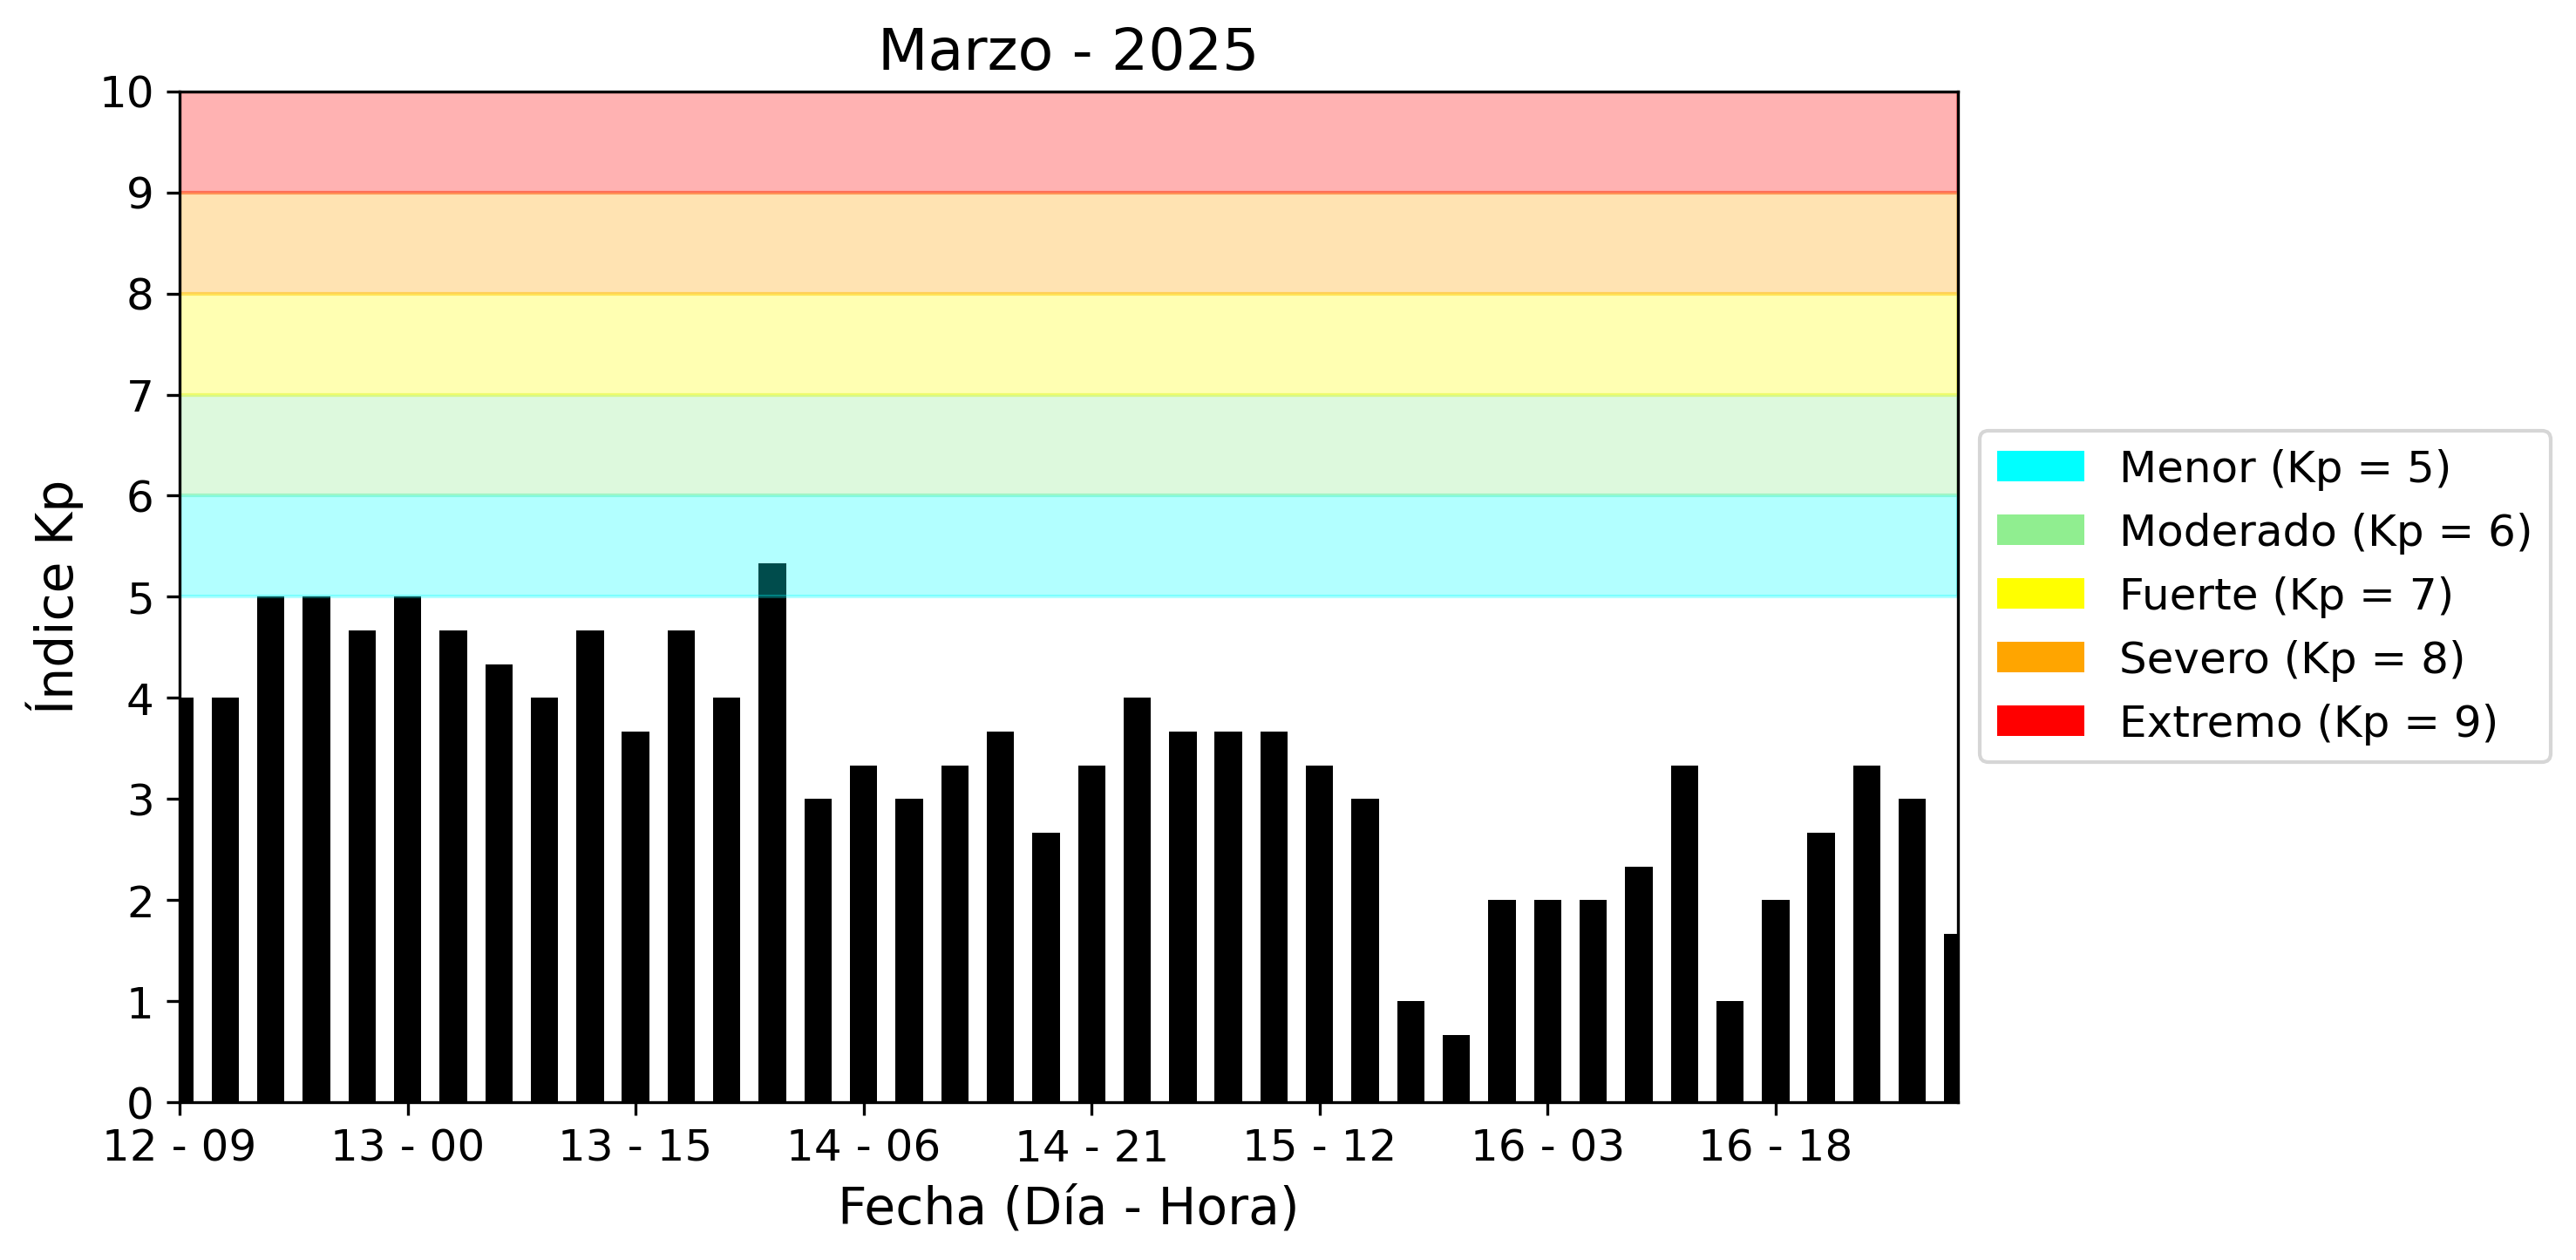 Marzo - 2025
10
9
8
7
6
5
4
3
2
1
0
Índice Kp
12 - 09
13 - 00
13 - 15
14 - 06
14 - 21
15 - 12
16 - 03
16 - 18
Fecha (Día - Hora)
Menor (Kp = 5)
Moderado (Kp = 6)
Fuerte (Kp = 7)
Severo (Kp = 8)
Extremo (Kp = 9)